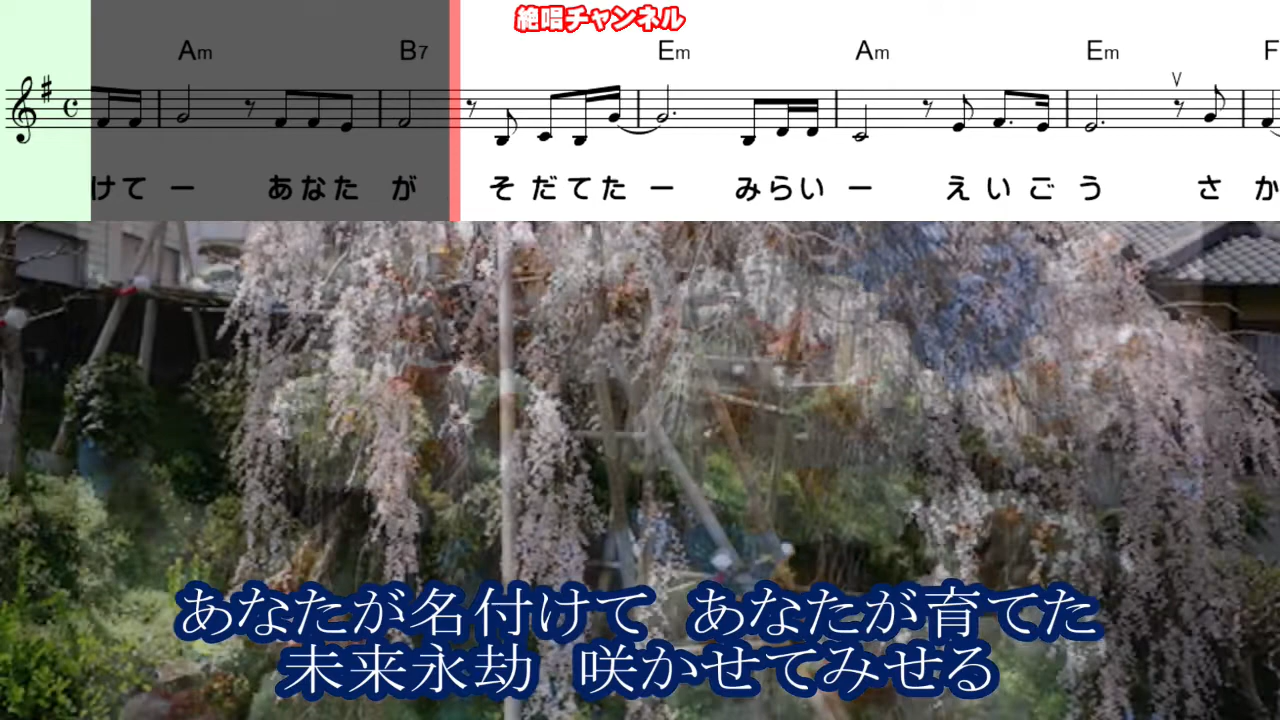 絶唱チャンネル
Am B7 Em Am Em F
けて ー あなた が そ だ て た ー みらい ー え い ご う さ か
あなたが名付けて あなたが育てた
未来永劫 咲かせてみせる